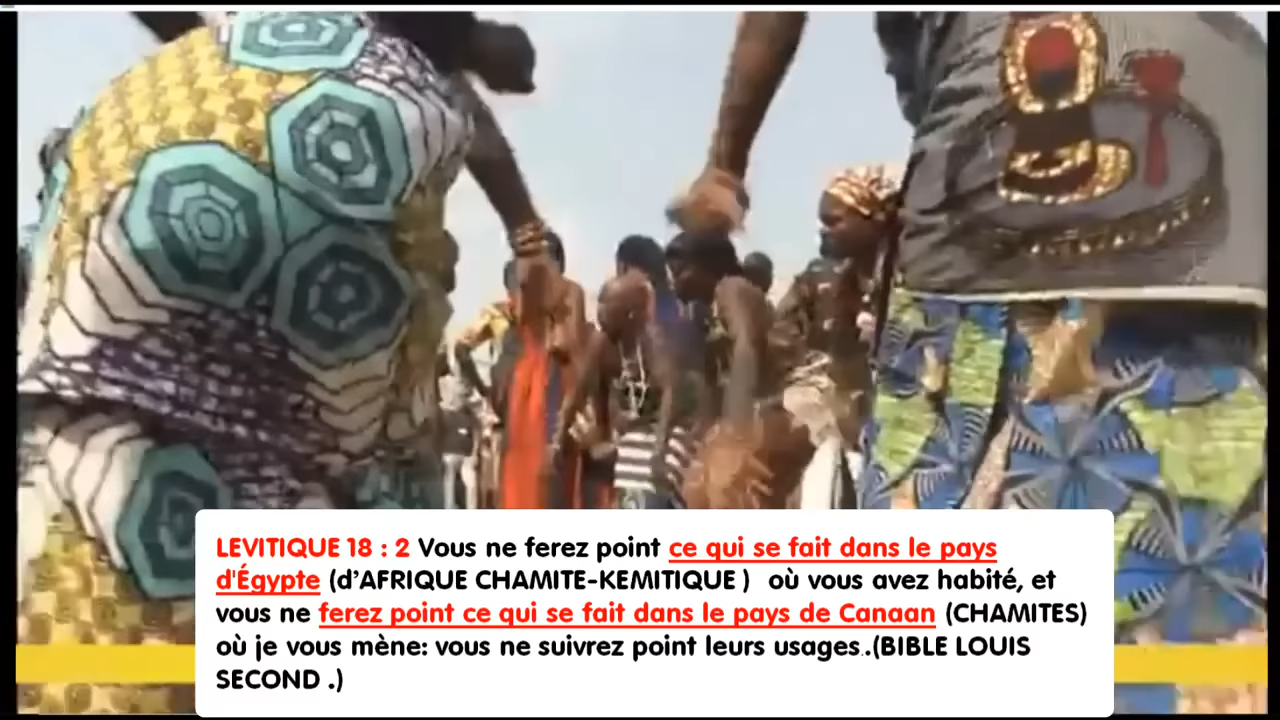 LEVITIQUE 18 : 2 Vous ne ferez point ce qui se fait dans le pays
d'Égypte (d’AFRIQUE CHAMITE-KEMITIQUE ) où vous avez habité, et
vous ne ferez point ce qui se fait dans le pays de Canaan (CHAMITES)
où je vous mène: vous ne suivrez point leurs usages..(BIBLE LOUIS
SECOND .)